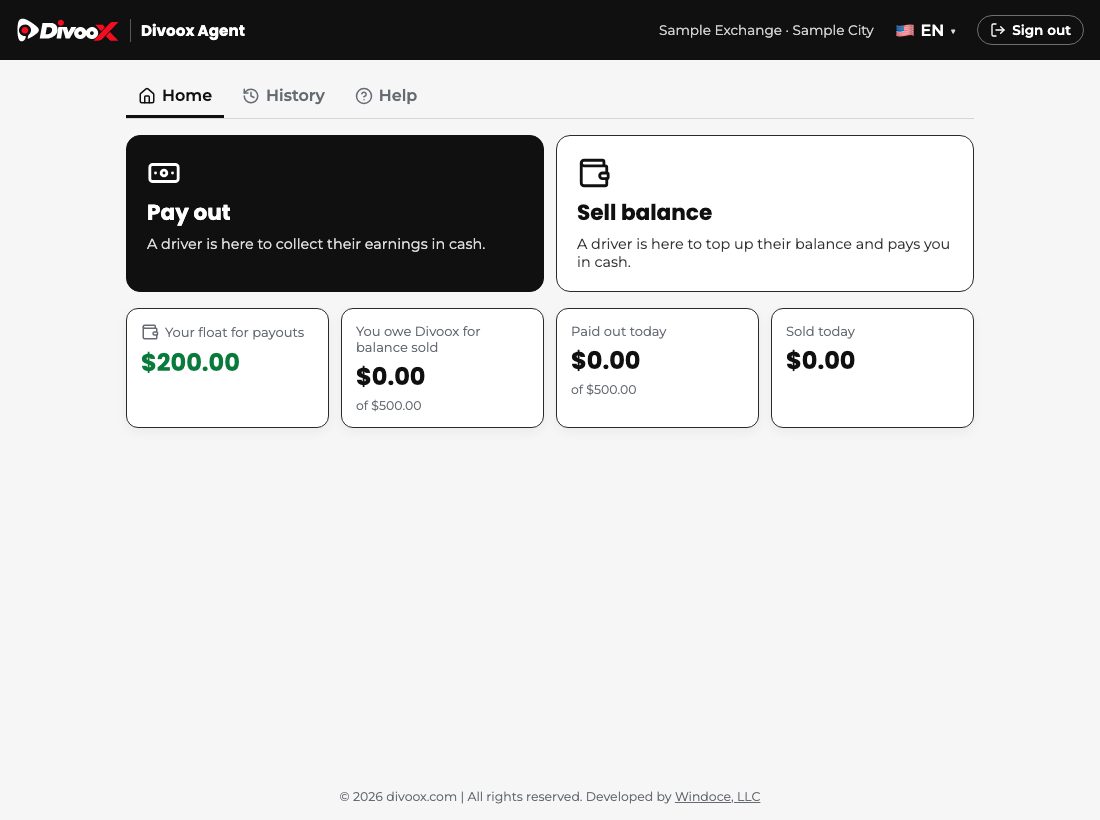 Divoox
Divoox Agent
Sample Exchange · Sample City
EN
Sign out
Home
History
Help
Pay out
A driver is here to collect their earnings in cash.
Sell balance
A driver is here to top up their balance and pays you
in cash.
Your float for payouts
$200.00
You owe Divoox for
balance sold
$0.00
of $500.00
Paid out today
$0.00
of $500.00
Sold today
$0.00
© 2026 divoox.com | All rights reserved. Developed by Windoce, LLC